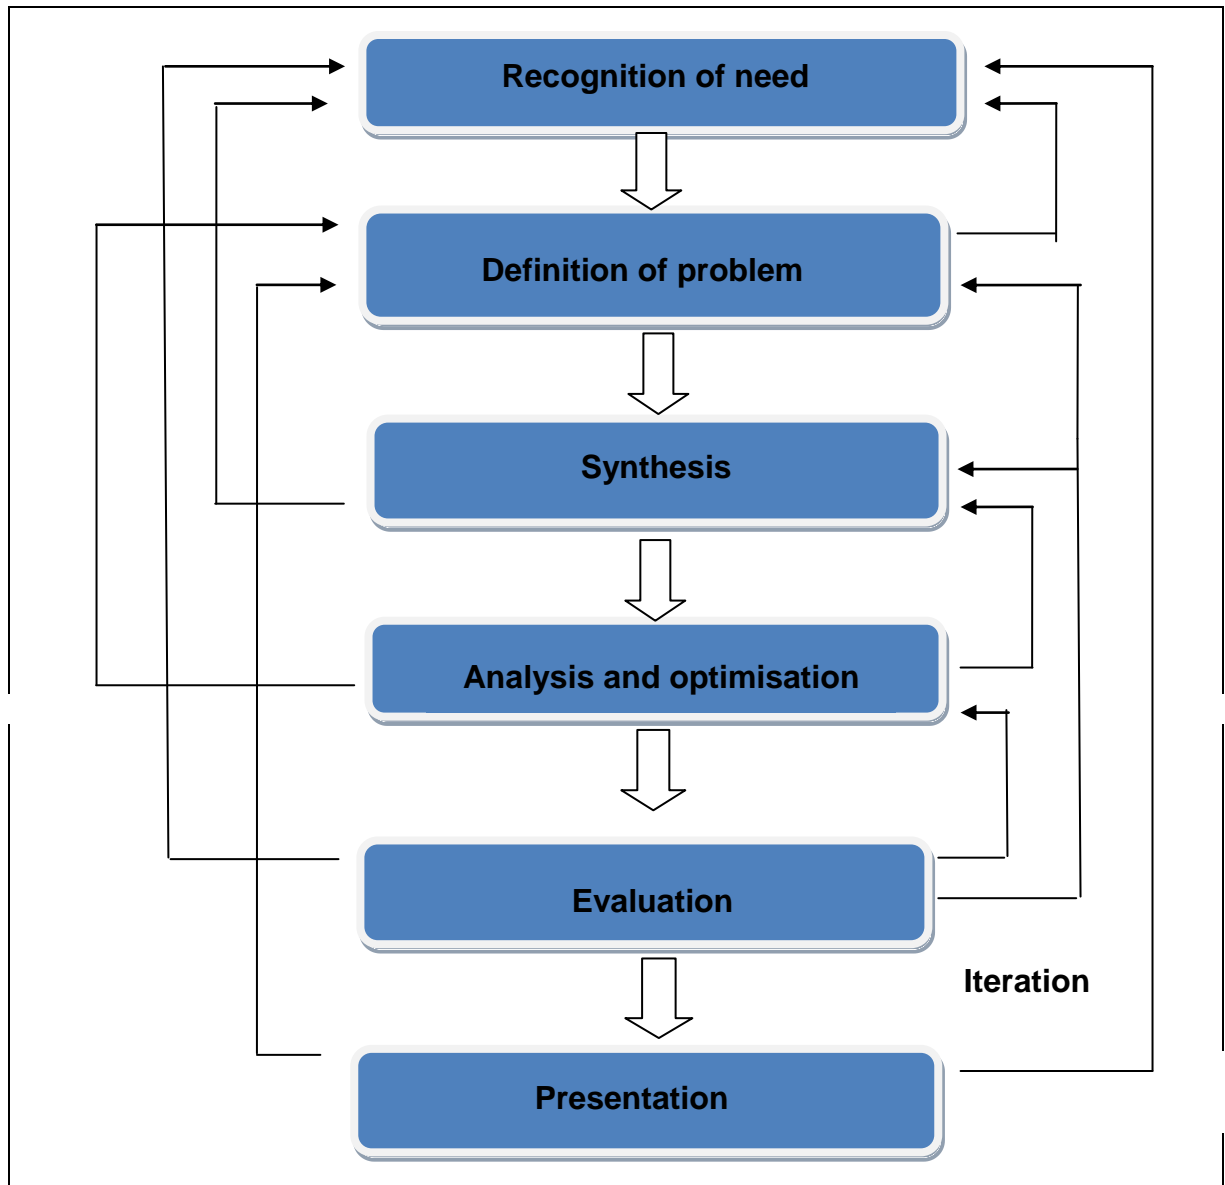 Recognition of need
Definition of problem
Synthesis
Analysis and optimisation
Evaluation
Iteration
Presentation